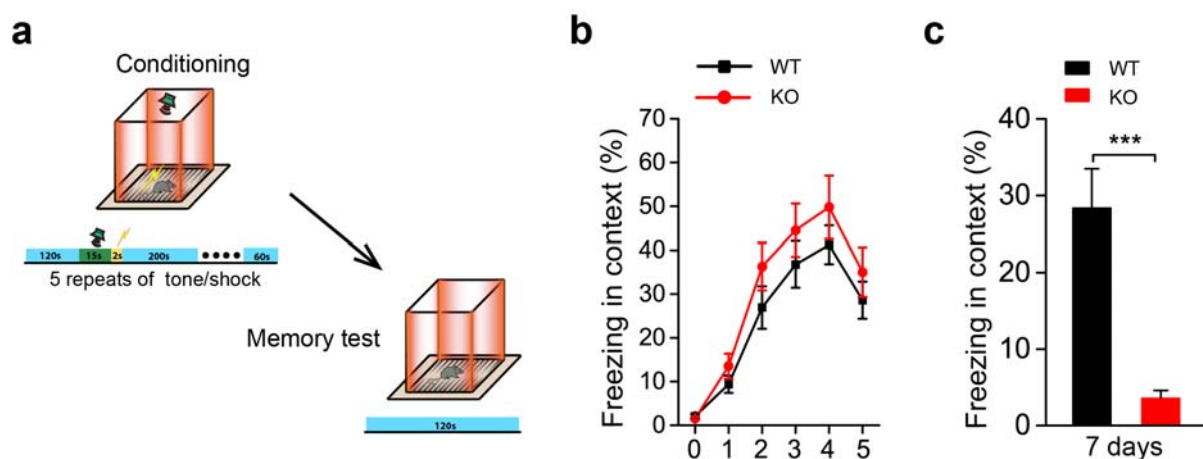 a
Conditioning
120s 15s 2s 200s 60s
5 repeats of tone/shock
Memory test
120s
b
WT
KO
Freezing in context (%)
70
60
50
40
30
20
10
0
0 1 2 3 4 5
c
WT
KO
Freezing in context (%)
40
30
20
10
0
***
7 days